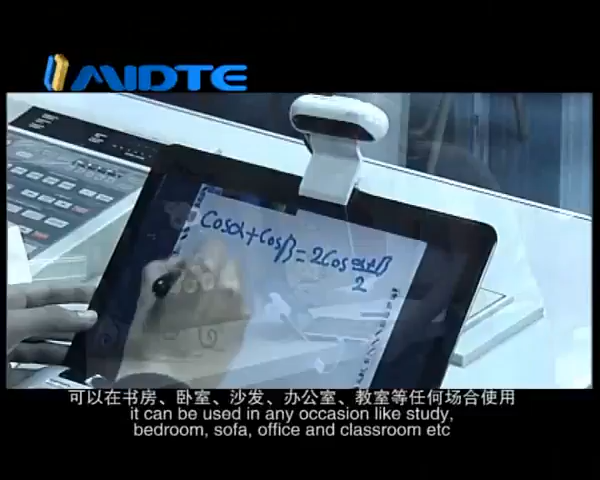 MIDTE
Cosα+Cosβ=2Cos α+β
2
可以在书房、卧室、沙发、办公室、教室等任何场合使用
it can be used in any occasion like study,
bedroom, sofa, office and classroom etc